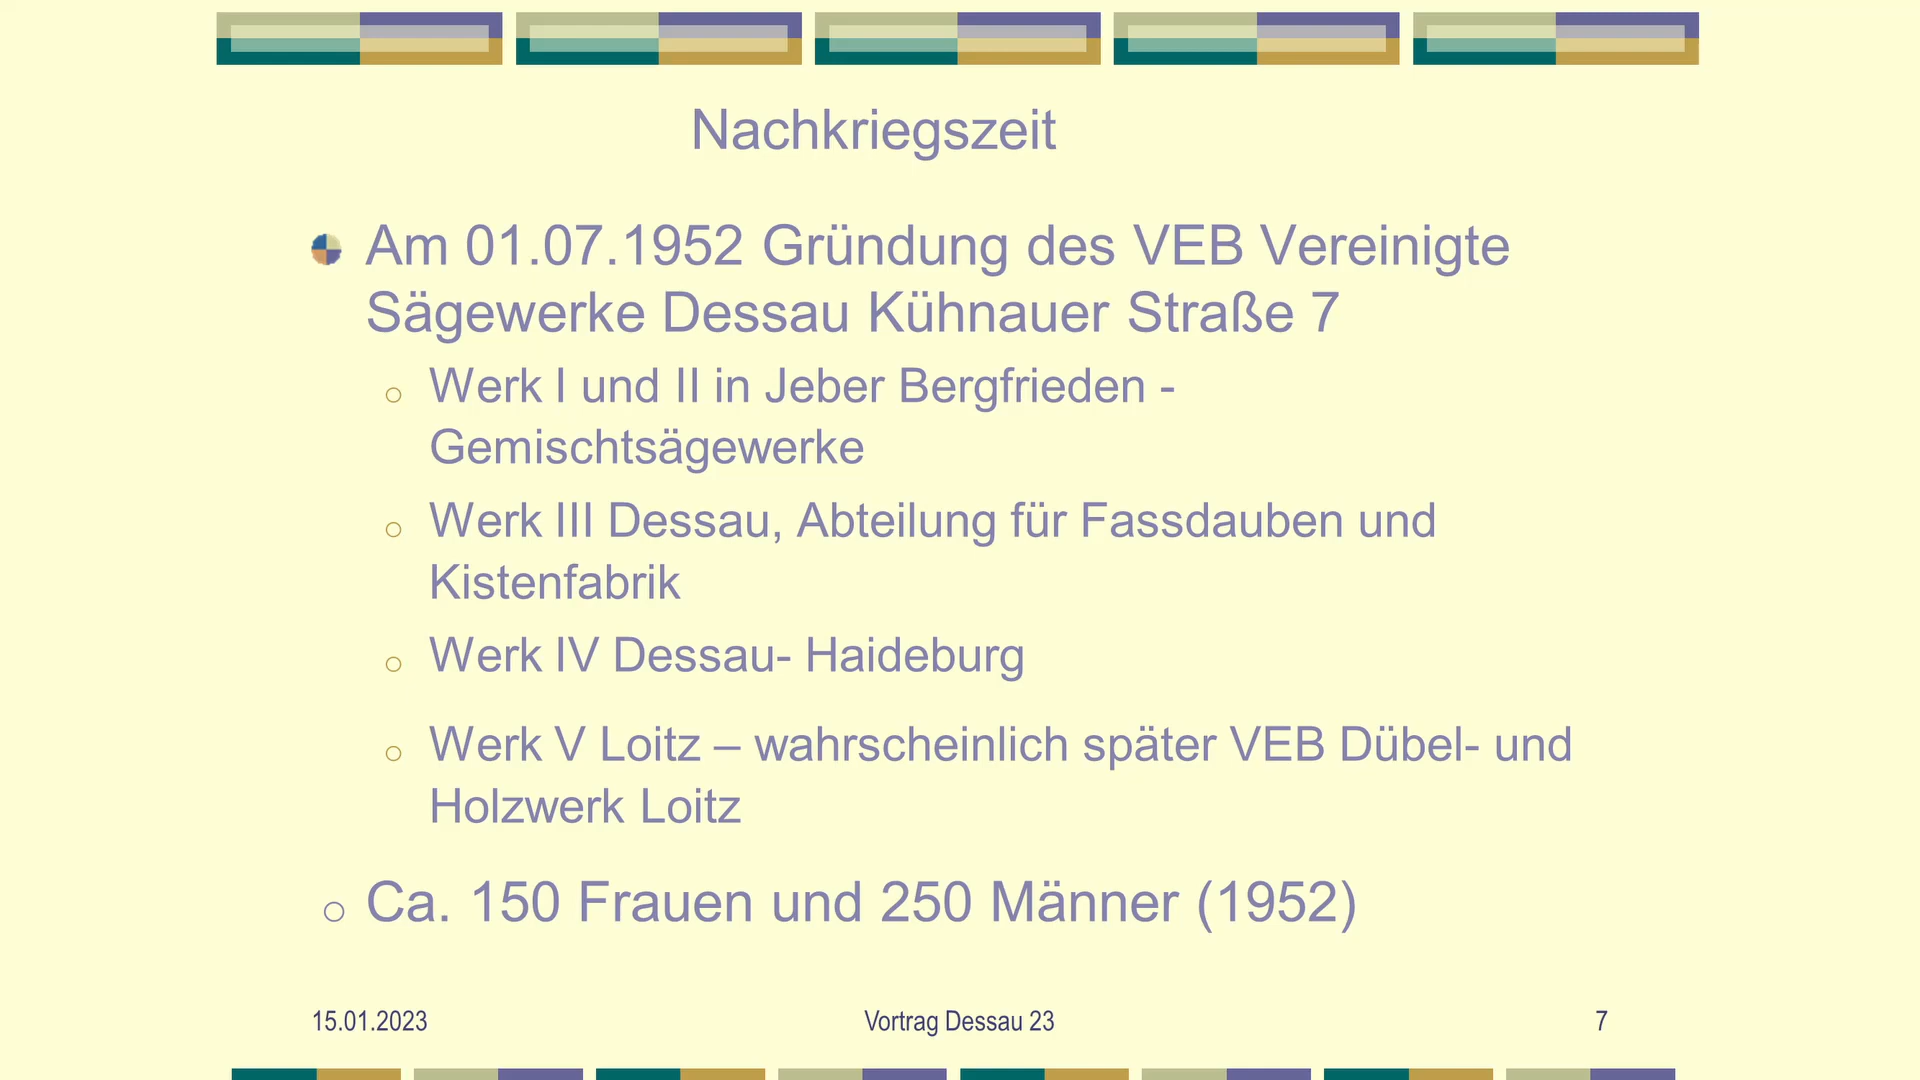 Nachkriegszeit
Am 01.07.1952 Gründung des VEB Vereinigte
Sägewerke Dessau Kühnauer Straße 7
Werk I und II in Jeber Bergfrieden -
Gemischtsägewerke
Werk III Dessau, Abteilung für Fassdauben und
Kistenfabrik
Werk IV Dessau- Haideburg
Werk V Loitz – wahrscheinlich später VEB Dübel- und
Holzwerk Loitz
Ca. 150 Frauen und 250 Männer (1952)
15.01.2023 Vortrag Dessau 23 7